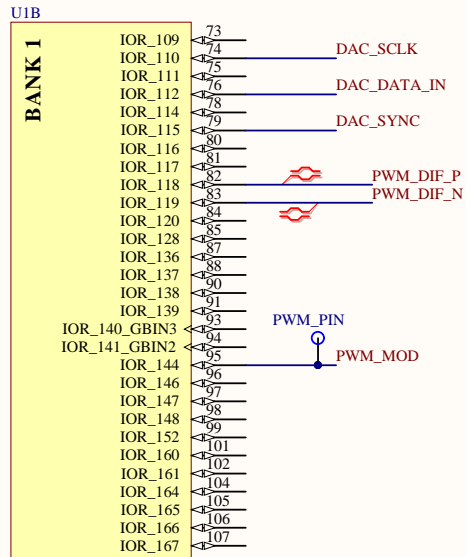 U1B
BANK 1
IOR_109 73
IOR_110 74 DAC_SCLK
IOR_111 75
IOR_112 76 DAC_DATA_IN
IOR_114 78
IOR_115 79 DAC_SYNC
IOR_116 80
IOR_117 81
IOR_118 82 PWM_DIF_P
IOR_119 83 PWM_DIF_N
IOR_120 84
IOR_128 85
IOR_136 87
IOR_137 88
IOR_138 90
IOR_139 91
IOR_140_GBIN3 93
PWM_PIN
IOR_141_GBIN2 94
IOR_144 95 PWM_MOD
IOR_146 96
IOR_147 97
IOR_148 98
IOR_152 99
IOR_160 101
IOR_161 102
IOR_164 104
IOR_165 105
IOR_166 106
IOR_167 107